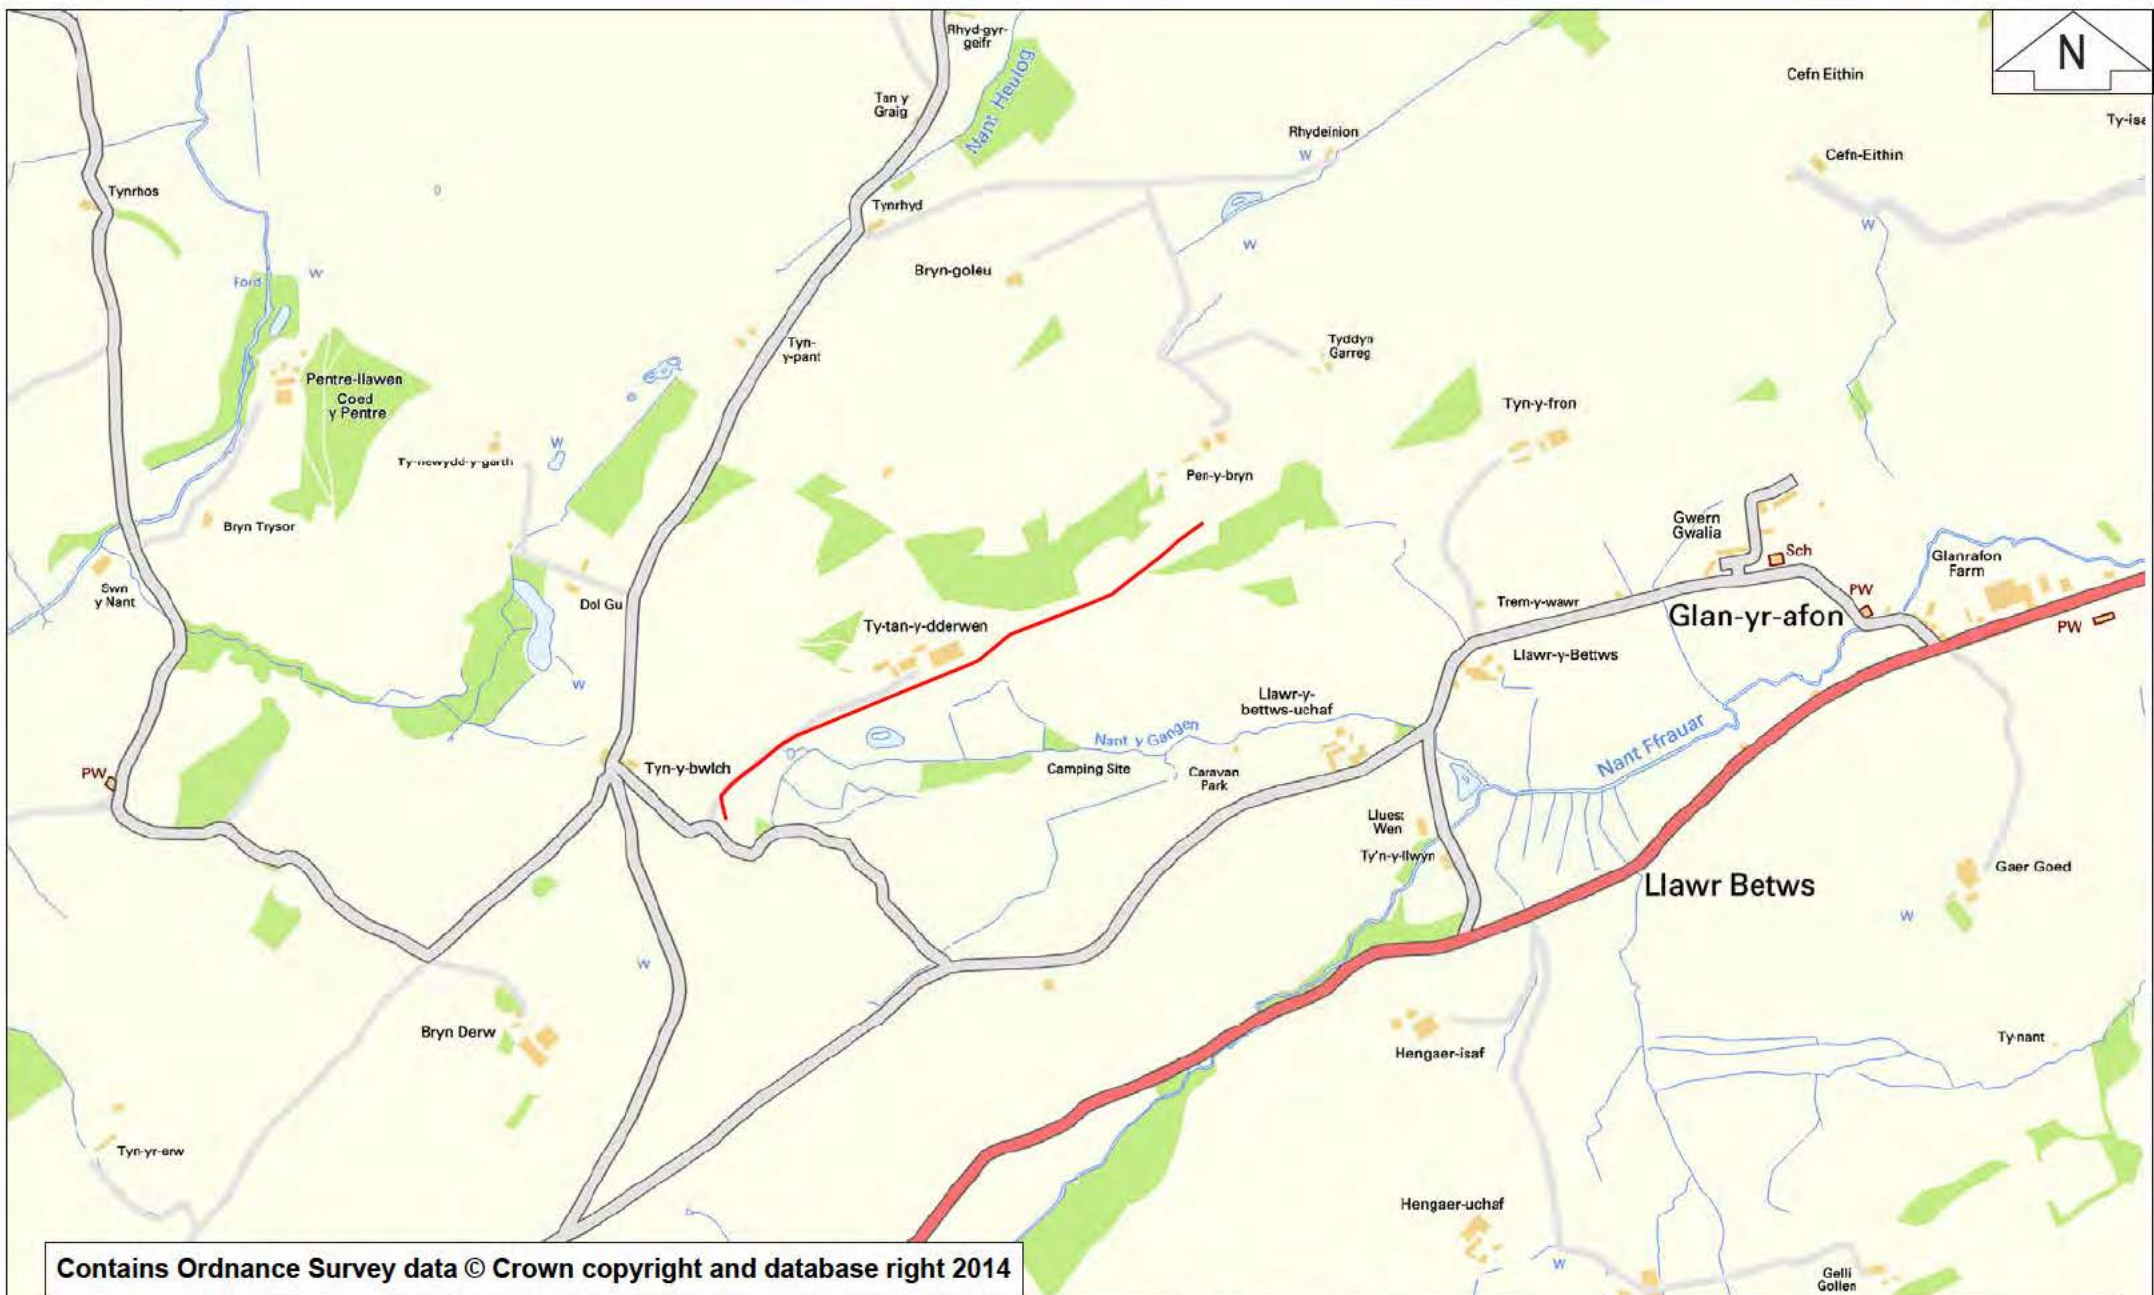 Rhyd-gyr-
geifr
N
Cefn Eithin
Nant Heulog
Tan y
Graig
Ty-isa
Rhydeinion
W
Cefn-Eithin
Tynrhos
Tynrhyd
W
W
Bryn-goleu
Ford
W
Tyn-
y-pant
Tyddyn
Garreg
Pentre-llawen
Coed
y Pentre
Tyn-y-fron
W
Ty-newydd-y-garth
Pen-y-bryn
Bryn Trysor
Gwern
Gwalia
Sch
Glanrafon
Farm
Swn
y Nant
Dol Gu
PW
Trem-y-wawr
Glan-yr-afon
Ty-tan-y-dderwen
PW
Llawr-y-Bettws
W
Llawr-y-
bettws-uchaf
Nant y Gangen
Nant Ffrauar
PW
Tyn-y-bwlch
Camping Site
Caravan
Park
Lluest
Wen
Ty'n-y-llwyn
Gaer Goed
Llawr Betws
W
W
Bryn Derw
Hengaer-isaf
Ty-nant
Tyn-yr-erw
Hengaer-uchaf
W
Gelli
Gollen
Contains Ordnance Survey data © Crown copyright and database right 2014